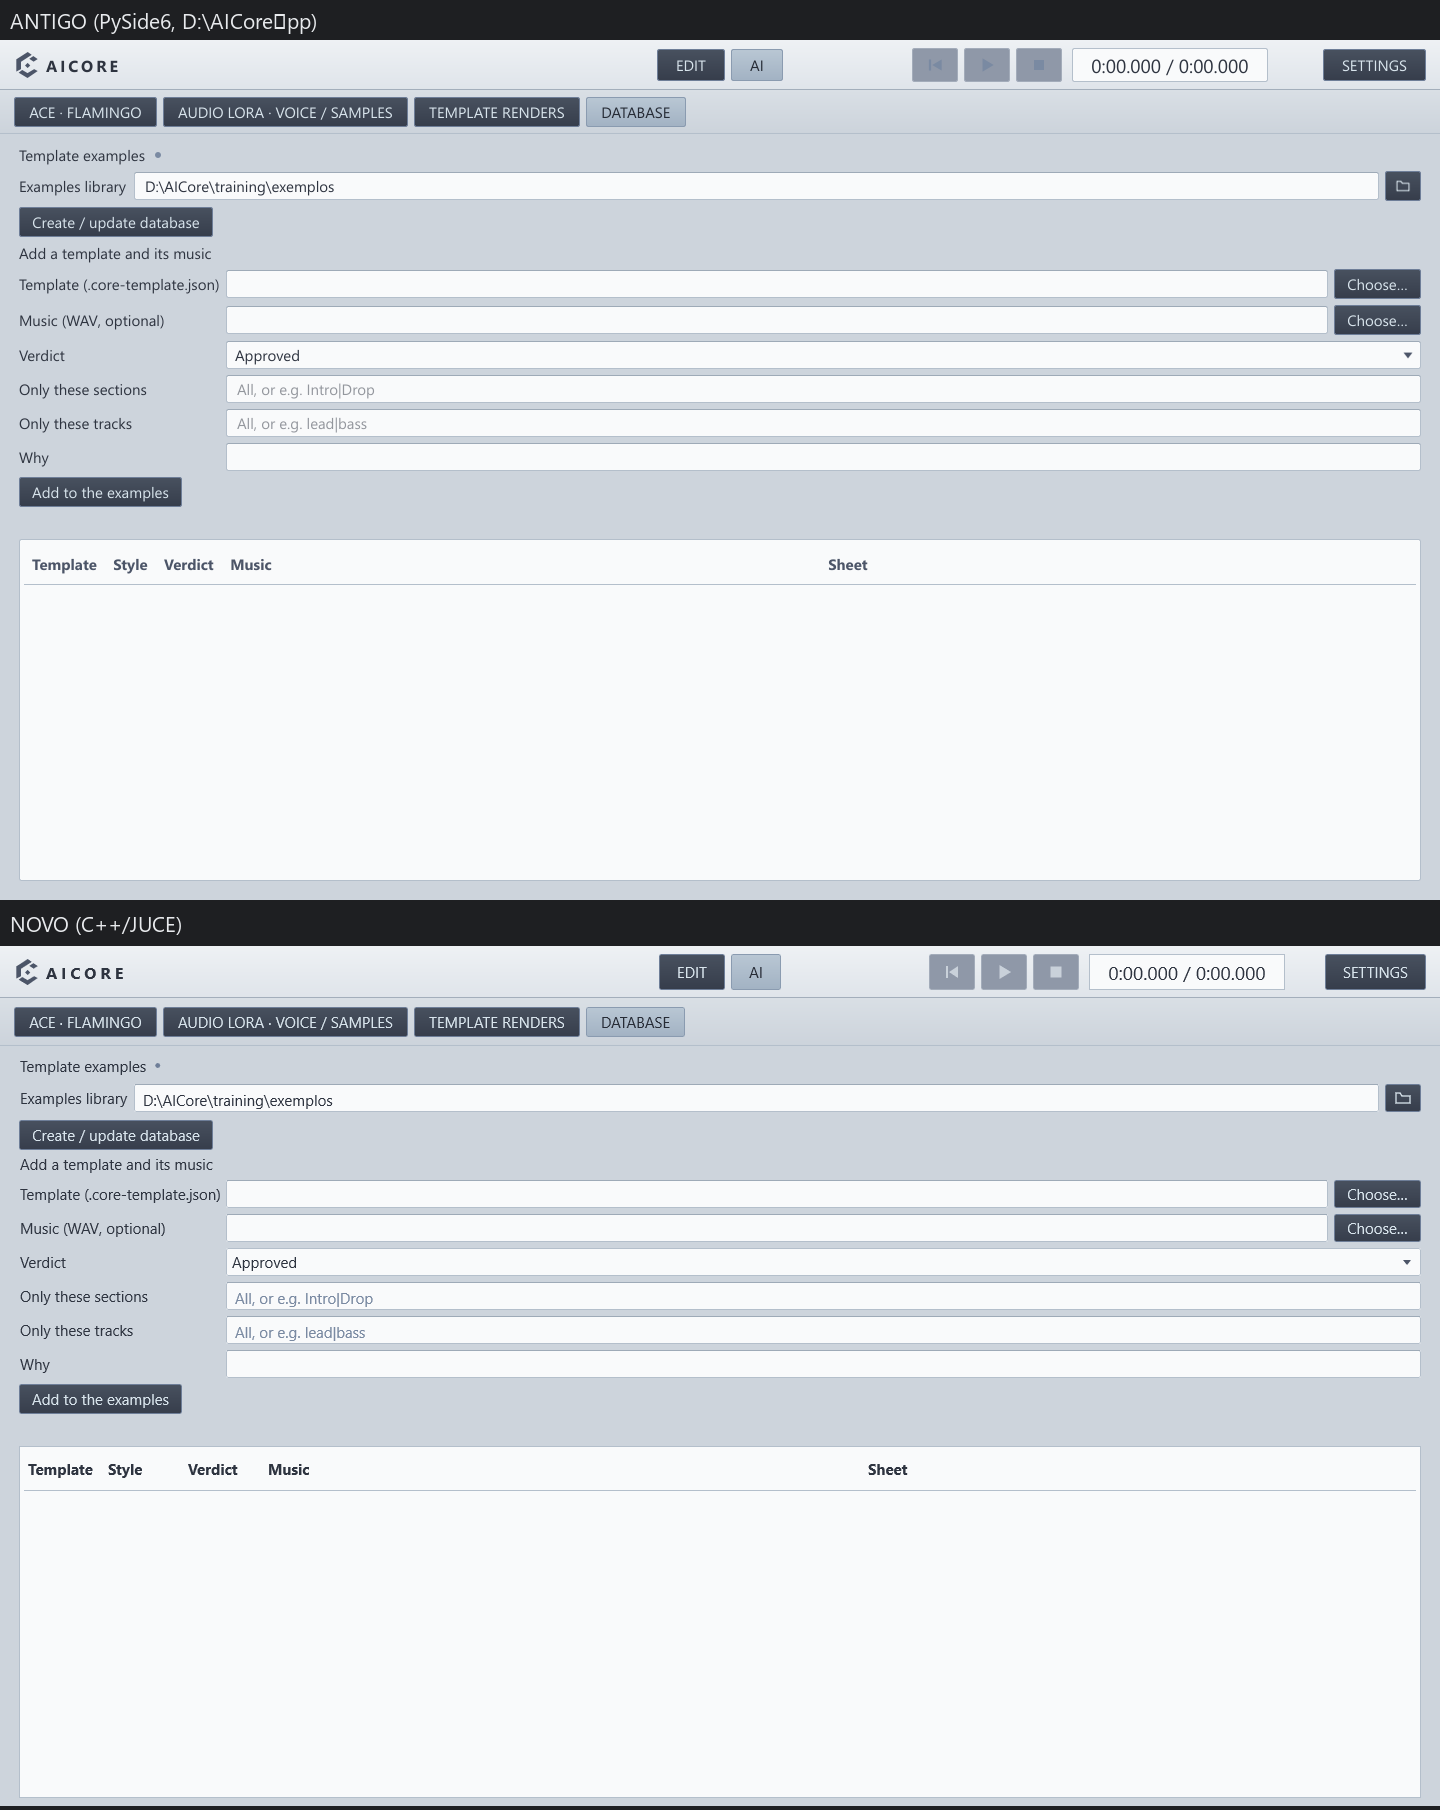 ANTIGO (PySide6, D:\AICore▯pp)
AICORE EDIT AI 0:00.000 / 0:00.000 SETTINGS
ACE · FLAMINGO AUDIO LORA · VOICE / SAMPLES TEMPLATE RENDERS DATABASE
Template examples •
Examples library D:\AICore\training\exemplos
Create / update database
Add a template and its music
Template (.core-template.json) Choose...
Music (WAV, optional) Choose...
Verdict Approved
Only these sections All, or e.g. Intro|Drop
Only these tracks All, or e.g. lead|bass
Why
Add to the examples
Template Style Verdict Music Sheet
NOVO (C++/JUCE)
AICORE EDIT AI 0:00.000 / 0:00.000 SETTINGS
ACE · FLAMINGO AUDIO LORA · VOICE / SAMPLES TEMPLATE RENDERS DATABASE
Template examples •
Examples library D:\AICore\training\exemplos
Create / update database
Add a template and its music
Template (.core-template.json) Choose...
Music (WAV, optional) Choose...
Verdict Approved
Only these sections All, or e.g. Intro|Drop
Only these tracks All, or e.g. lead|bass
Why
Add to the examples
Template Style Verdict Music Sheet